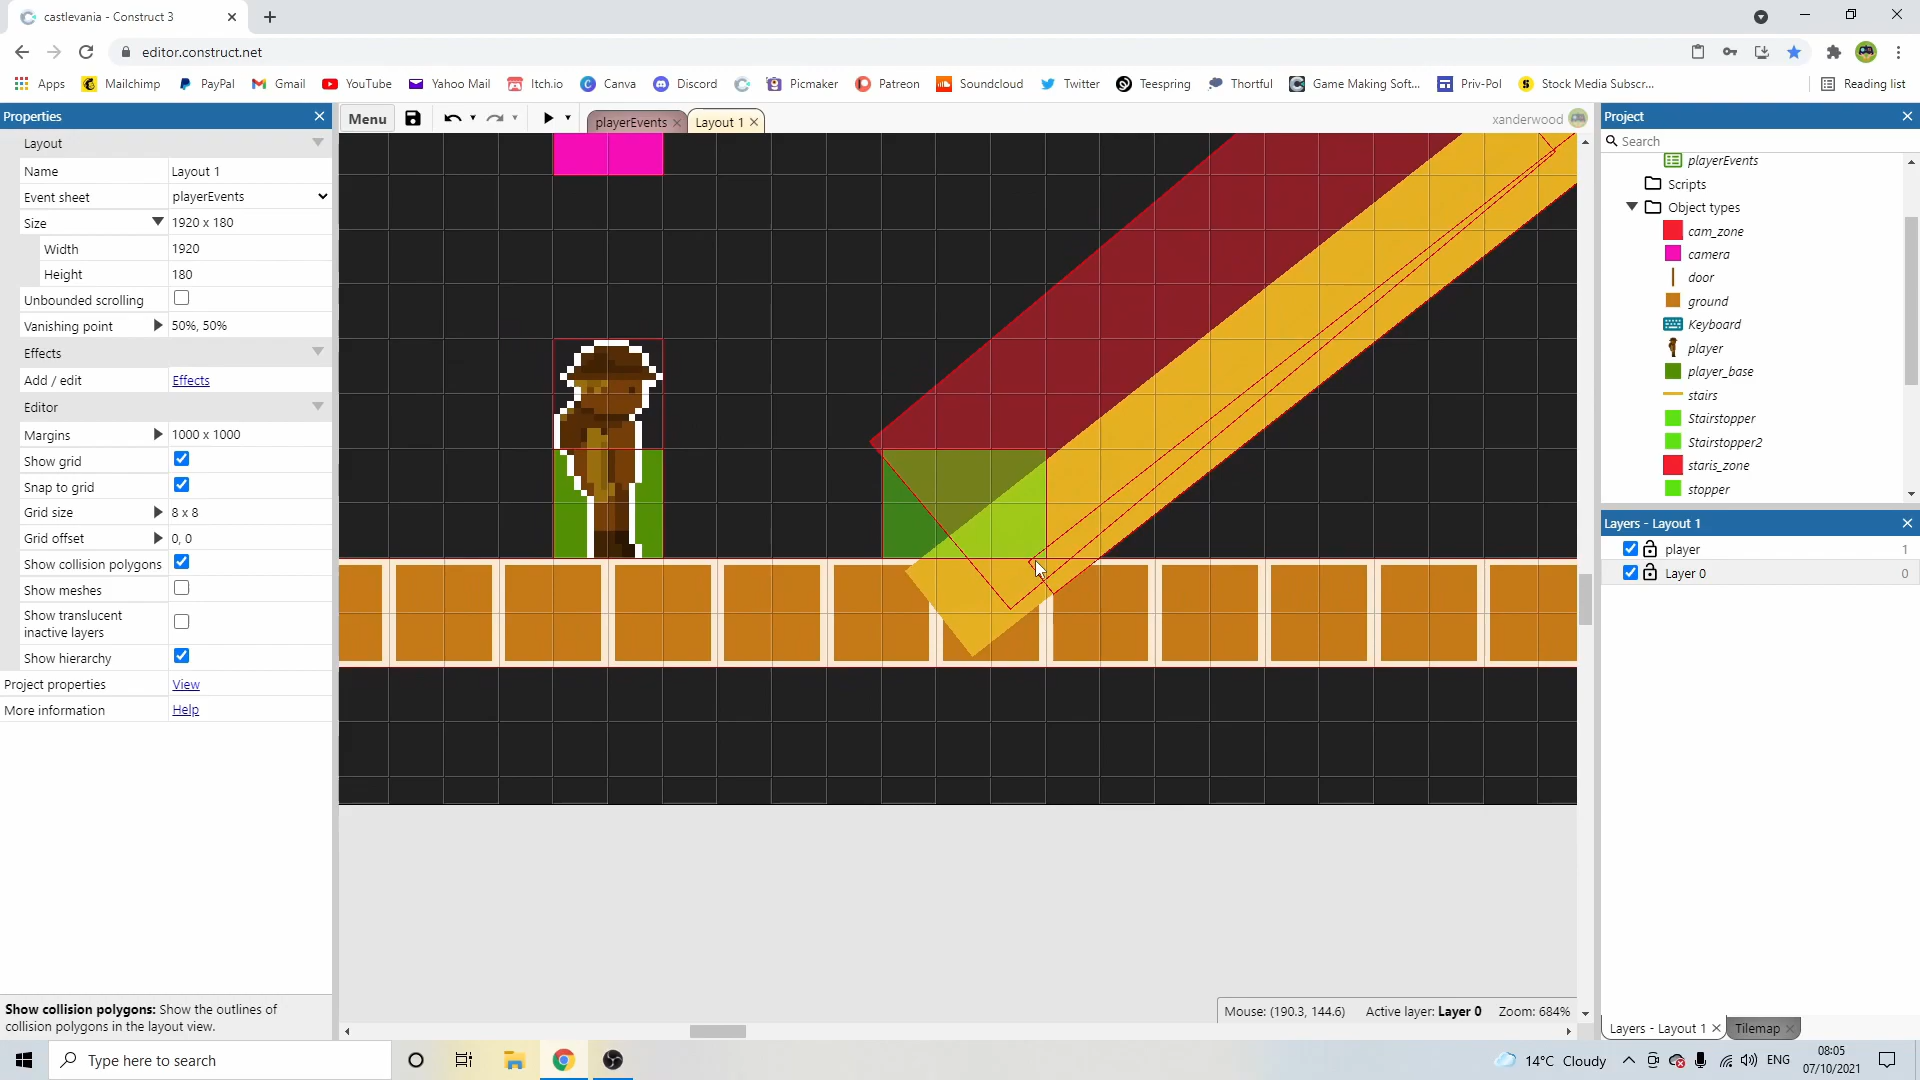 castlevania - Construct 3
editor.construct.net
Apps Mailchimp PayPal Gmail YouTube Yahoo Mail Itch.io Canva Discord Picmaker Patreon Soundcloud Twitter Teespring Thortful Game Making Soft... Priv-Pol Stock Media Subscr... Reading list
Properties
Layout
Name Layout 1
Event sheet playerEvents
Size 1920 x 180
Width 1920
Height 180
Unbounded scrolling
Vanishing point 50%, 50%
Effects
Add / edit Effects
Editor
Margins 1000 x 1000
Show grid
Snap to grid
Grid size 8 x 8
Grid offset 0, 0
Show collision polygons
Show meshes
Show translucent
inactive layers
Show hierarchy
Project properties View
More information Help
Show collision polygons: Show the outlines of
collision polygons in the layout view.
Menu
playerEvents Layout 1
xanderwood
Mouse: (190.3, 144.6) Active layer: Layer 0 Zoom: 684%
Project
Search
playerEvents
Scripts
Object types
cam_zone
camera
door
ground
Keyboard
player
player_base
stairs
Stairstopper
Stairstopper2
staris_zone
stopper
Layers - Layout 1
player 1
Layer 0 0
Layers - Layout 1 Tilemap
Type here to search
14°C Cloudy
ENG
08:05
07/10/2021